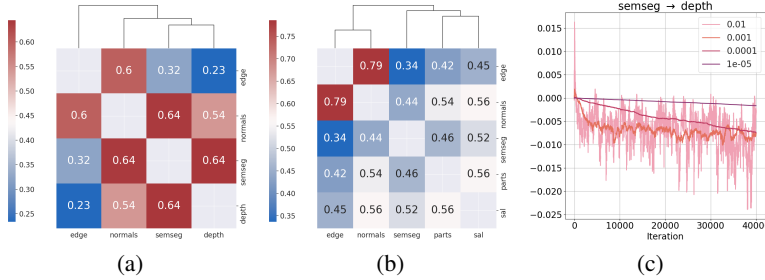 0.60
0.55
0.50
0.45
0.40
0.35
0.30
0.25
0.6 0.32 0.23
0.6 0.64 0.54
0.32 0.64 0.64
0.23 0.54 0.64
edge
normals
semseg
depth
edge normals semseg depth
(a)
0.75
0.70
0.65
0.60
0.55
0.50
0.45
0.40
0.35
0.79 0.34 0.42 0.45
0.79 0.44 0.54 0.56
0.34 0.44 0.46 0.52
0.42 0.54 0.46 0.56
0.45 0.56 0.52 0.56
edge
normals
semseg
parts
sal
edge normals semseg parts sal
(b)
semseg → depth
0.015
0.010
0.005
0.000
−0.005
−0.010
−0.015
−0.020
−0.025
0.01
0.001
0.0001
1e-05
0 10000 20000 30000 40000
Iteration
(c)